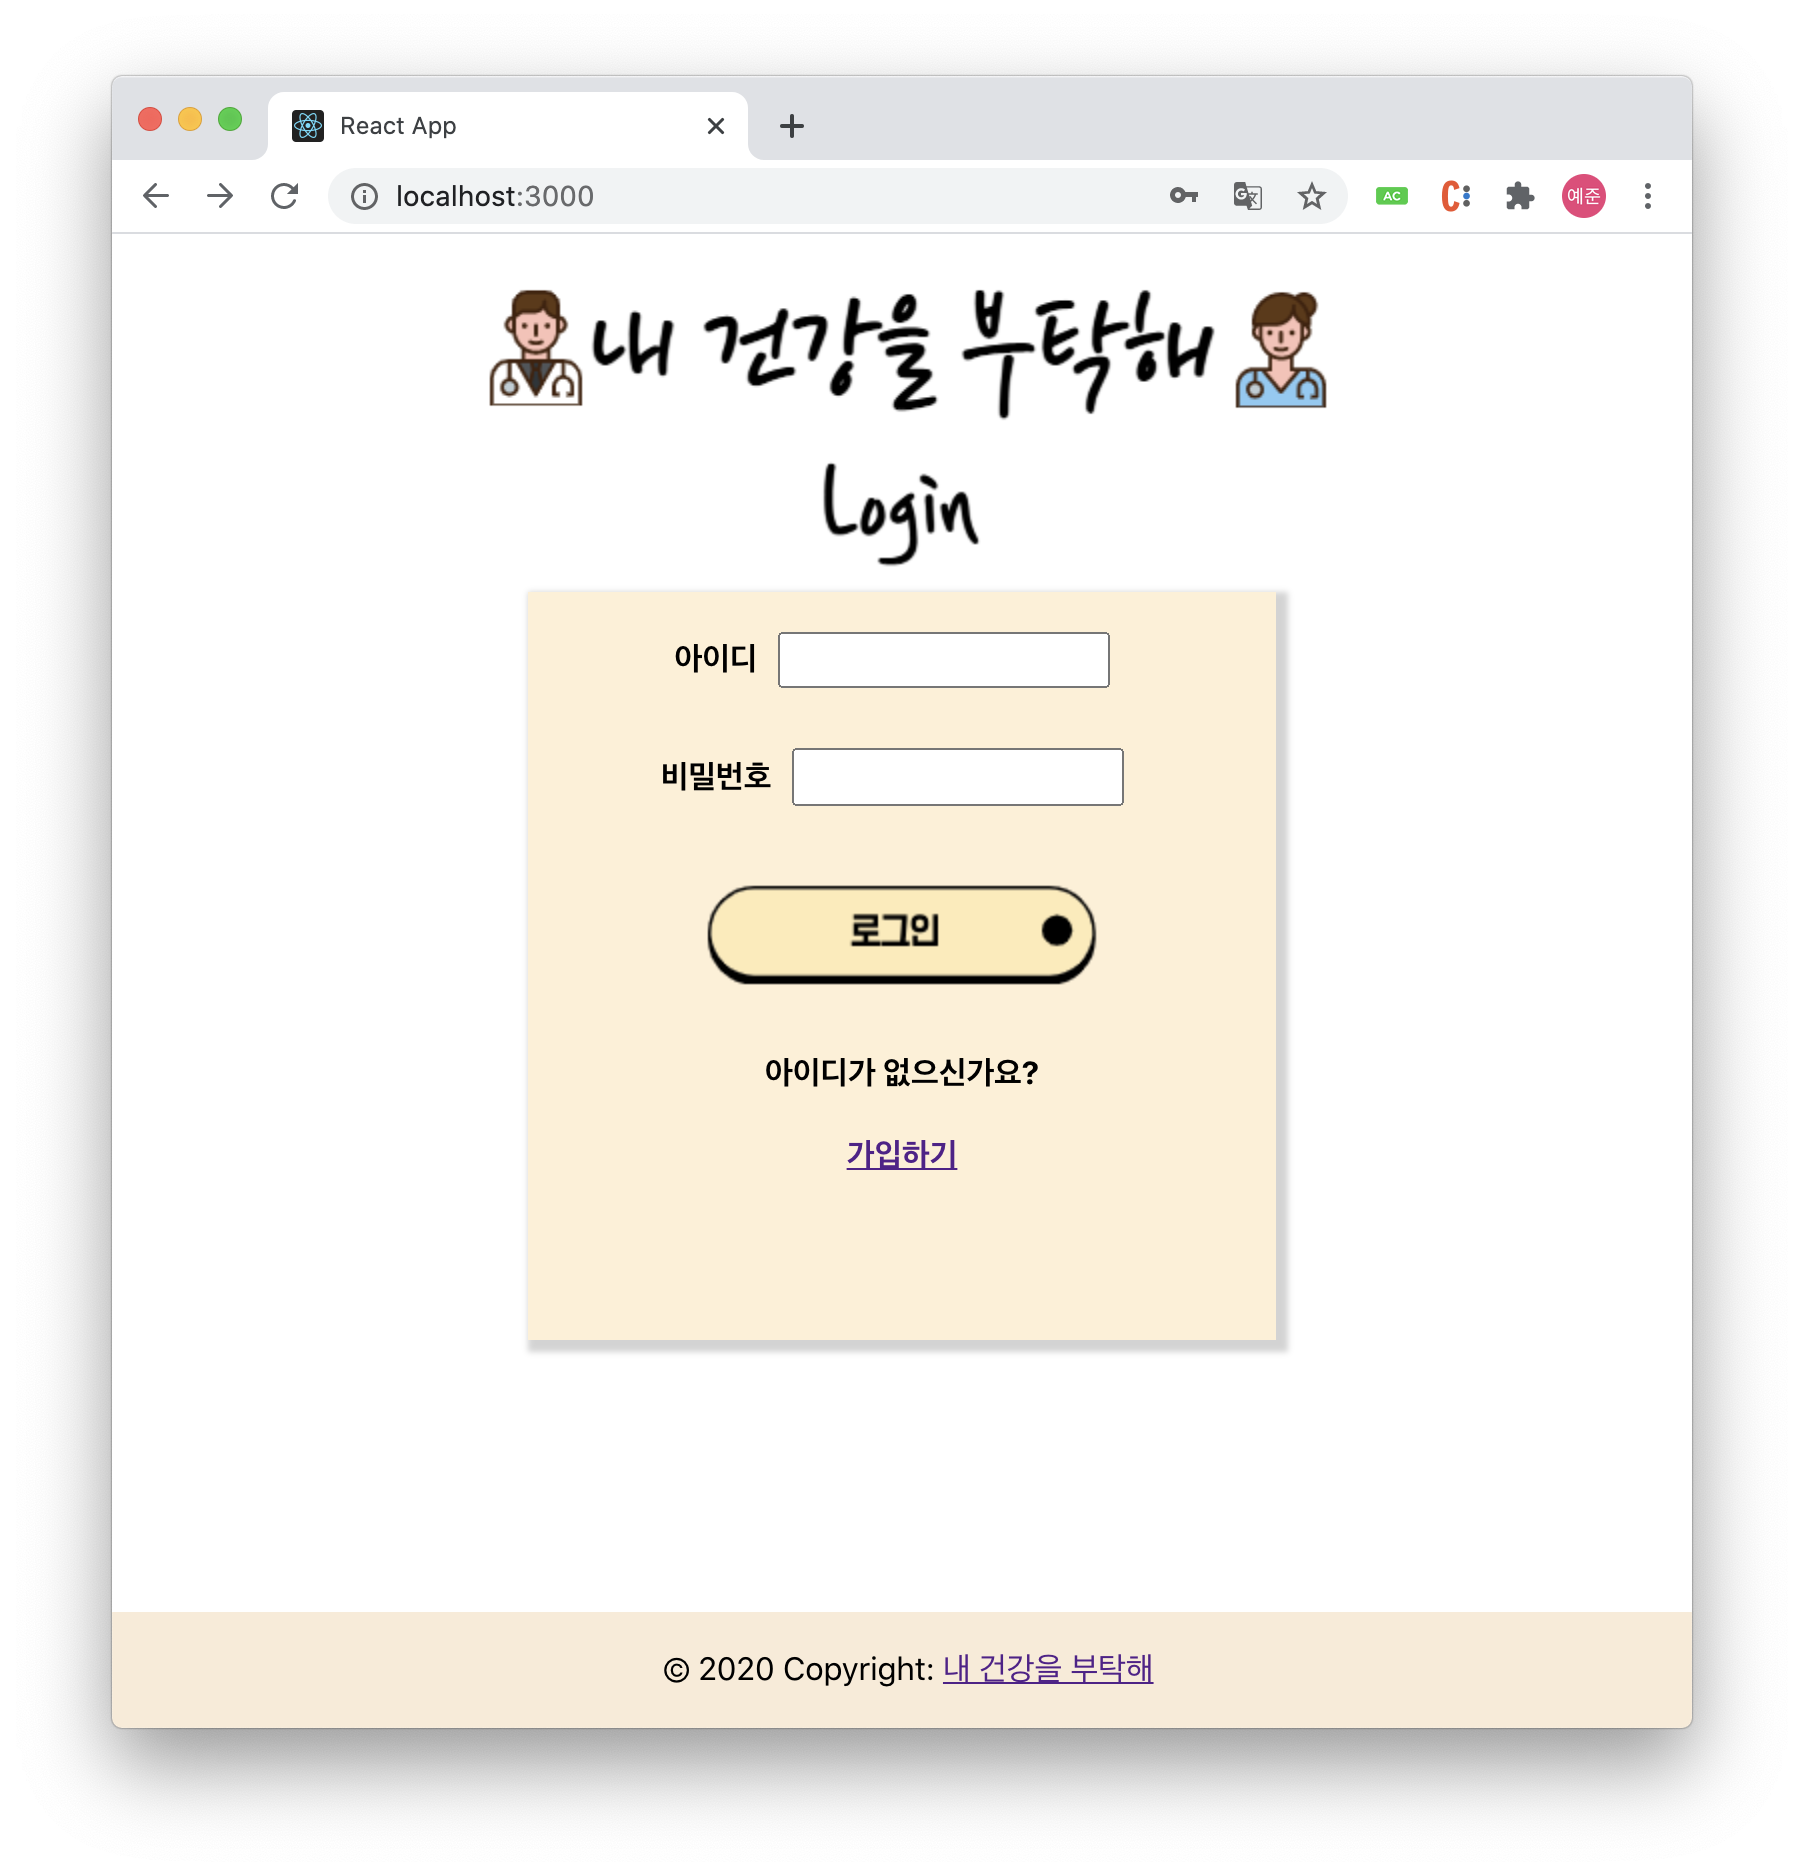 React App
localhost:3000
AC
예준
내 건강을 부탁해
Login
아이디
비밀번호
로그인
아이디가 없으신가요?
가입하기
© 2020 Copyright: 내 건강을 부탁해